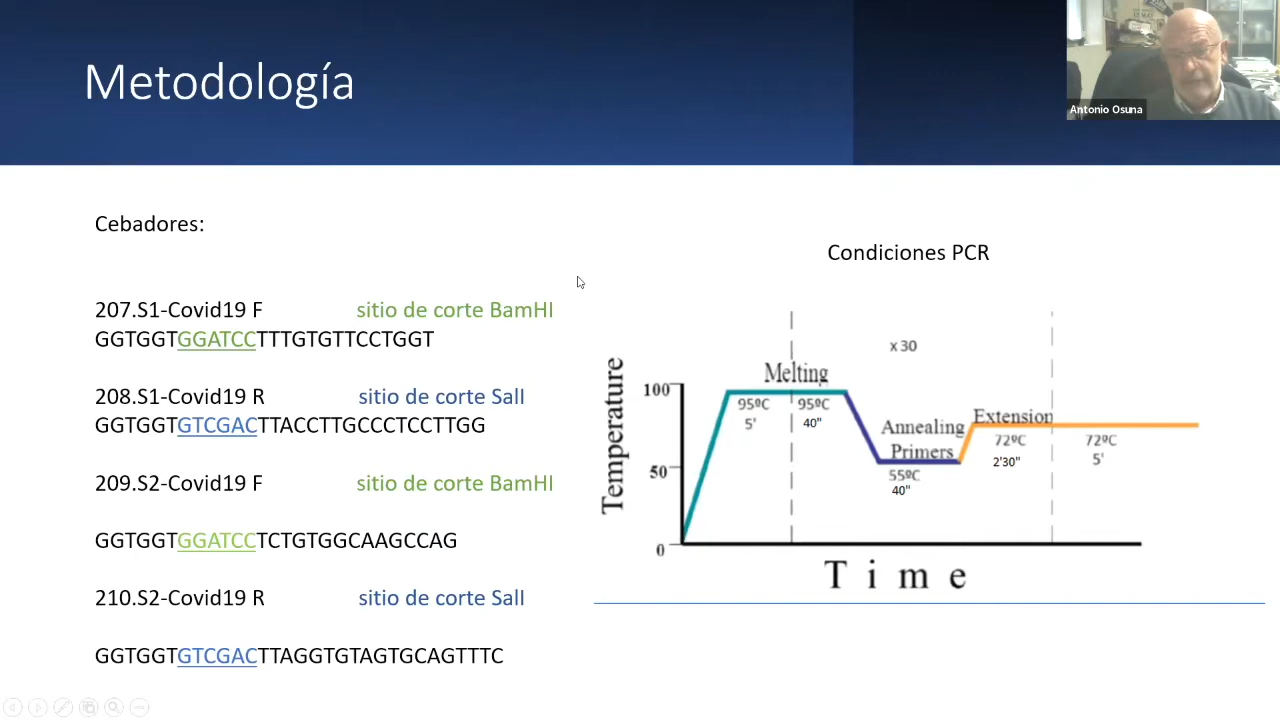 Metodología
Antonio Osuna
Cebadores:
207.S1-Covid19 F sitio de corte BamHI
GGTGGTGGATCCTTTGTGTTCCTGGT
208.S1-Covid19 R sitio de corte SalI
GGTGGTGTCGACTTACCTTGCCCTCCTTGG
209.S2-Covid19 F sitio de corte BamHI
GGTGGTGGATCCTCTGTGGCAAGCCAG
210.S2-Covid19 R sitio de corte SalI
GGTGGTGTCGACTTAGGTGTAGTGCAGTTTC
Condiciones PCR
x 30
Temperature
100
50
0
Melting
95ºC 95ºC
5' 40"
Annealing
Primers
55ºC
40"
Extension
72ºC 72ºC
2'30" 5'
Time